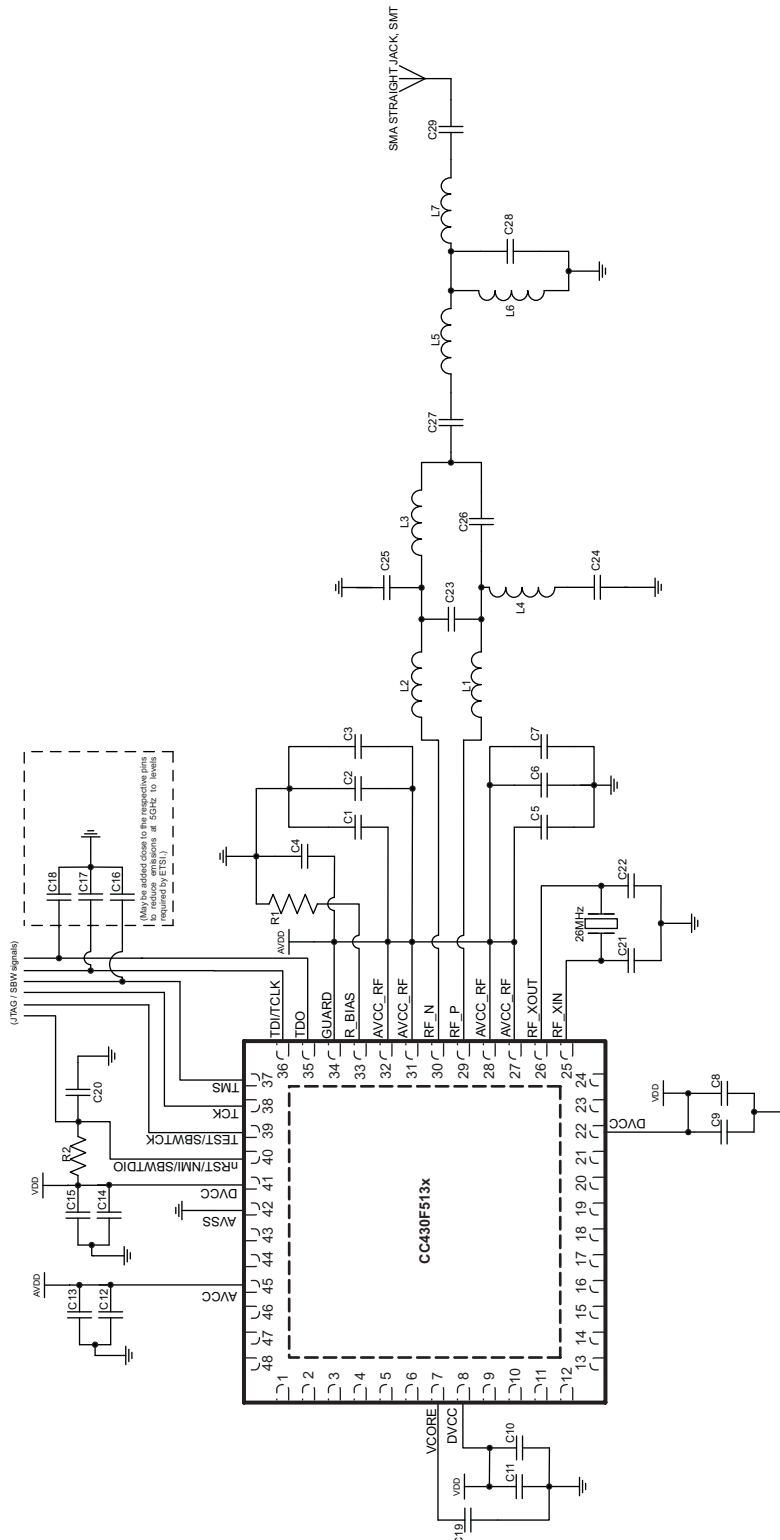 SMA STRAIGHT JACK, SMT
C29
L7
C28
L6
L5
C27
L3
C26
C25
C23
C24
L4
L2
L1
(May be added close to the respective pins
to reduce emissions at 5GHz to levels
required by ETSI.)
C18
C17
C16
(JTAG / SBW signals)
C3
C2
C1
C4
R1
AVDD
C7
C6
C5
C22
26MHz
C21
TDI/TCLK
TDO
GUARD
R_BIAS
AVCC_RF
AVCC_RF
RF_N
RF_P
AVCC_RF
AVCC_RF
RF_XOUT
RF_XIN
36
35
34
33
32
31
30
29
28
27
26
25
C20
R2
VDD
C15
C14
AVDD
C13
C12
TMS
TCK
TEST/SBWTCK
nRST/NMI/SBWTDIO
DVCC
AVSS
AVCC
37
38
39
40
41
42
43
44
45
46
47
48
CC430F513x
24
23
22
21
20
19
18
17
16
15
14
13
DVCC
VDD
C8
C9
1
2
3
4
5
6
7
8
9
10
11
12
VCORE
DVCC
VDD
C10
C11
C19